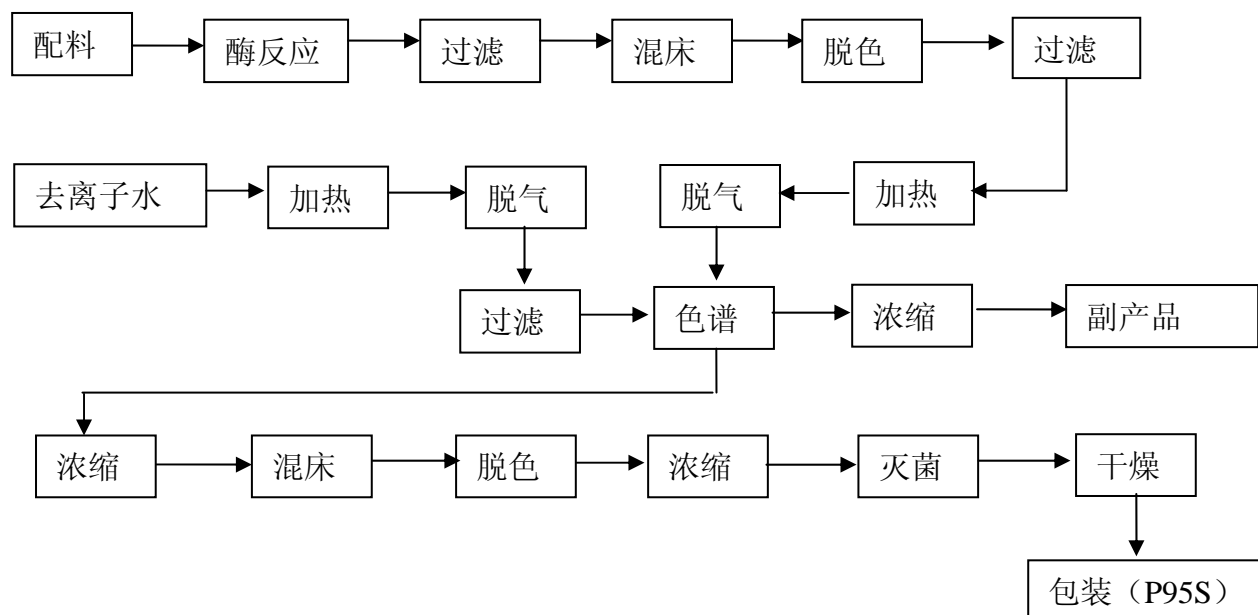 配料 酶反应 过滤 混床 脱色 过滤
去离子水 加热 脱气 脱气 加热
过滤 色谱 浓缩 副产品
浓缩 混床 脱色 浓缩 灭菌 干燥
包装（P95S）